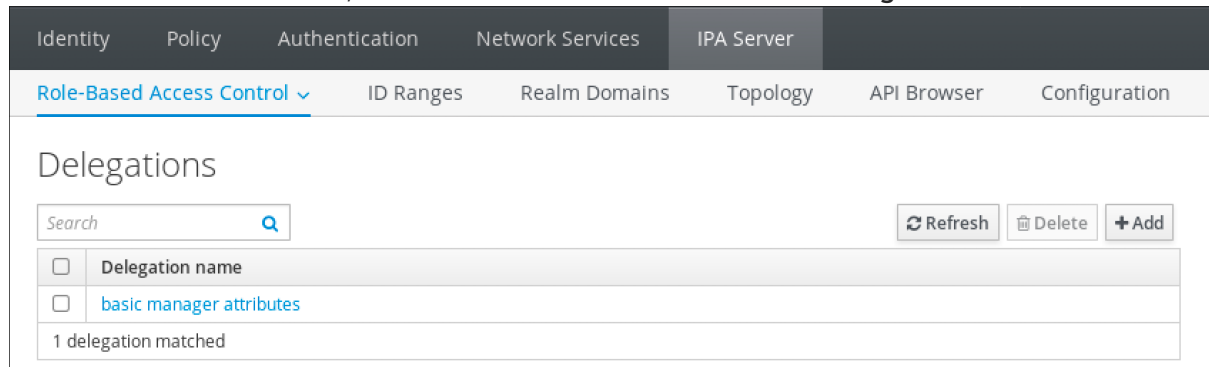 Identity Policy Authentication Network Services IPA Server
Role-Based Access Control ID Ranges Realm Domains Topology API Browser Configuration
Delegations
Search Refresh Delete Add
Delegation name
basic manager attributes
1 delegation matched